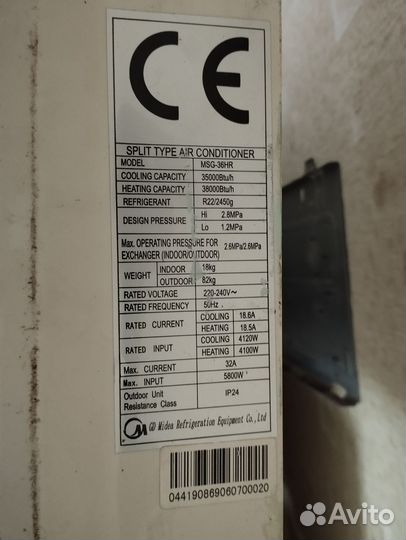 CE
SPLIT TYPE AIR CONDITIONER
MODEL MSG-36HR
COOLING CAPACITY 35000Btu/h
HEATING CAPACITY 38000Btu/h
REFRIGERANT R22/2450g
DESIGN PRESSURE Hi 2.8MPa
Lo 1.2MPa
Max. OPERATING PRESSURE FOR EXCHANGER (INDOOR/OUTDOOR) 2.6MPa/2.6MPa
WEIGHT INDOOR 18kg
OUTDOOR 82kg
RATED VOLTAGE 220-240V~
RATED FREQUENCY 50Hz
RATED CURRENT COOLING 18.6A
HEATING 18.5A
RATED INPUT COOLING 4120W
HEATING 4100W
Max. CURRENT 32A
Max. INPUT 5800W
Outdoor Unit
Resistance Class IP24
GD Midea Refrigeration Equipment Co., Ltd
044190869060700020
Avito